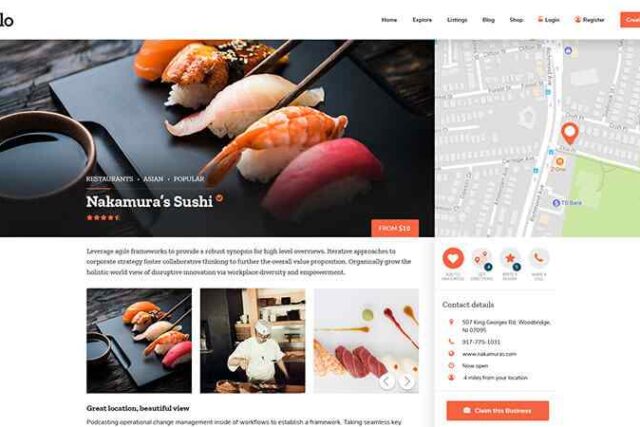 lo
Home Explore Listings Blog Shop Login Register
RESTAURANTS • ASIAN • POPULAR
Nakamura's Sushi
FROM $10
TD Bank
Leverage agile frameworks to provide a robust synopsis for high level overviews. Iterative approaches to
corporate strategy foster collaborative thinking to further the overall value proposition. Organically grow the
holistic world view of disruptive innovation via workplace diversity and empowerment.
ADD TO
FAVORITES
GET
DIRECTIONS
WRITE A
REVIEW
MAKE A
CALL
Contact details
507 King Georges Rd, Woodbridge,
NJ 07095
917-775-1031
www.nakamuras.com
Now open
4 miles from your location
Claim this Business
Great location, beautiful view
Podcasting operational change management inside of workflows to establish a framework. Taking seamless key